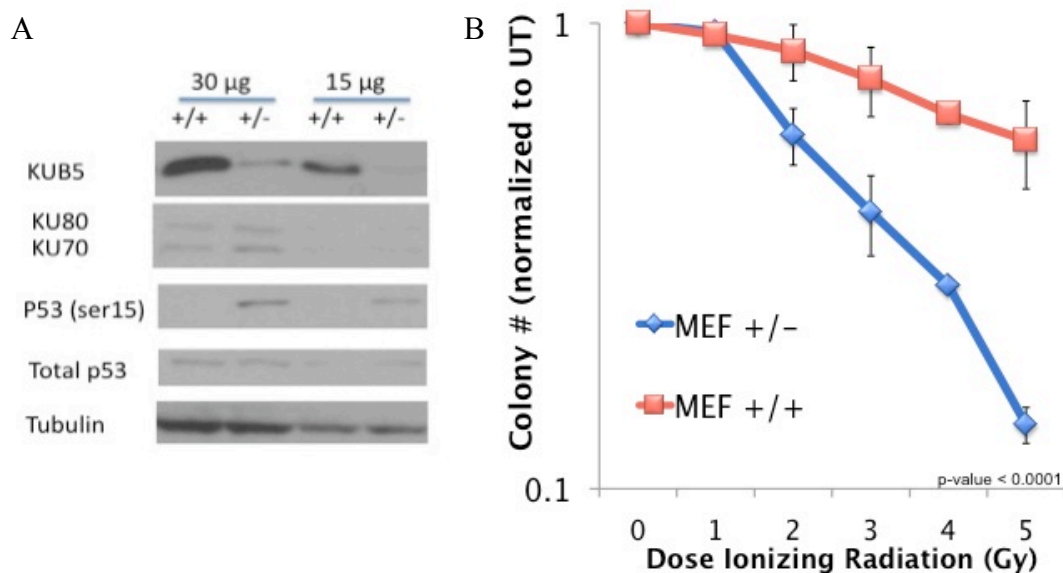 A
30 µg 15 µg
+/+ +/- +/+ +/-
KUB5
KU80
KU70
P53 (ser15)
Total p53
Tubulin
B
Colony # (normalized to UT)
1
0.1
MEF +/-
MEF +/+
p-value < 0.0001
0 1 2 3 4 5
Dose Ionizing Radiation (Gy)